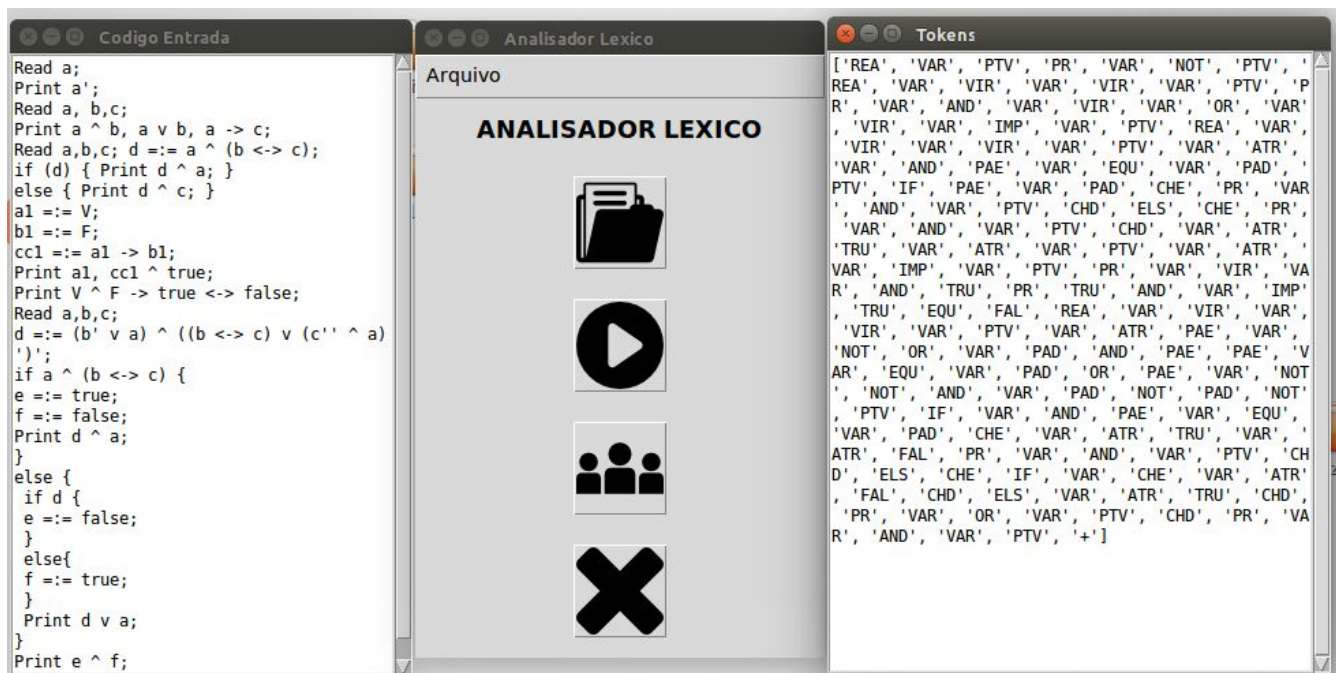 Codigo Entrada
Read a;
Print a';
Read a, b,c;
Print a ^ b, a v b, a -> c;
Read a,b,c; d =:= a ^ (b <-> c);
if (d) { Print d ^ a; }
else { Print d ^ c; }
a1 =:= V;
b1 =:= F;
cc1 =:= a1 -> b1;
Print a1, cc1 ^ true;
Print V ^ F -> true <-> false;
Read a,b,c;
d =:= (b' v a) ^ ((b <-> c) v (c'' ^ a)
')';
if a ^ (b <-> c) {
e =:= true;
f =:= false;
Print d ^ a;
}
else {
if d {
e =:= false;
}
else{
f =:= true;
}
Print d v a;
}
Print e ^ f;
Analisador Lexico
Arquivo
ANALISADOR LEXICO
Tokens
['REA', 'VAR', 'PTV', 'PR', 'VAR', 'NOT', 'PTV', '
REA', 'VAR', 'VIR', 'VAR', 'VIR', 'VAR', 'PTV', 'P
R', 'VAR', 'AND', 'VAR', 'VIR', 'VAR', 'OR', 'VAR'
, 'VIR', 'VAR', 'IMP', 'VAR', 'PTV', 'REA', 'VAR',
'VIR', 'VAR', 'VIR', 'VAR', 'PTV', 'VAR', 'ATR',
'VAR', 'AND', 'PAE', 'VAR', 'EQU', 'VAR', 'PAD', '
PTV', 'IF', 'PAE', 'VAR', 'PAD', 'CHE', 'PR', 'VAR
', 'AND', 'VAR', 'PTV', 'CHD', 'ELS', 'CHE', 'PR',
'VAR', 'AND', 'VAR', 'PTV', 'CHD', 'VAR', 'ATR',
'TRU', 'VAR', 'ATR', 'VAR', 'PTV', 'VAR', 'ATR', '
VAR', 'IMP', 'VAR', 'PTV', 'PR', 'VAR', 'VIR', 'VA
R', 'AND', 'TRU', 'PR', 'TRU', 'AND', 'VAR', 'IMP'
, 'TRU', 'EQU', 'FAL', 'REA', 'VAR', 'VIR', 'VAR',
'VIR', 'VAR', 'PTV', 'VAR', 'ATR', 'PAE', 'VAR',
'NOT', 'OR', 'VAR', 'PAD', 'AND', 'PAE', 'PAE', 'V
AR', 'EQU', 'VAR', 'PAD', 'OR', 'PAE', 'VAR', 'NOT
', 'NOT', 'AND', 'VAR', 'PAD', 'NOT', 'PAD', 'NOT'
, 'PTV', 'IF', 'VAR', 'AND', 'PAE', 'VAR', 'EQU',
'VAR', 'PAD', 'CHE', 'VAR', 'ATR', 'TRU', 'VAR', '
ATR', 'FAL', 'PR', 'VAR', 'AND', 'VAR', 'PTV', 'CH
D', 'ELS', 'CHE', 'IF', 'VAR', 'CHE', 'VAR', 'ATR'
, 'FAL', 'CHD', 'ELS', 'VAR', 'ATR', 'TRU', 'CHD',
'PR', 'VAR', 'OR', 'VAR', 'PTV', 'CHD', 'PR', 'VA
R', 'AND', 'VAR', 'PTV', '+']